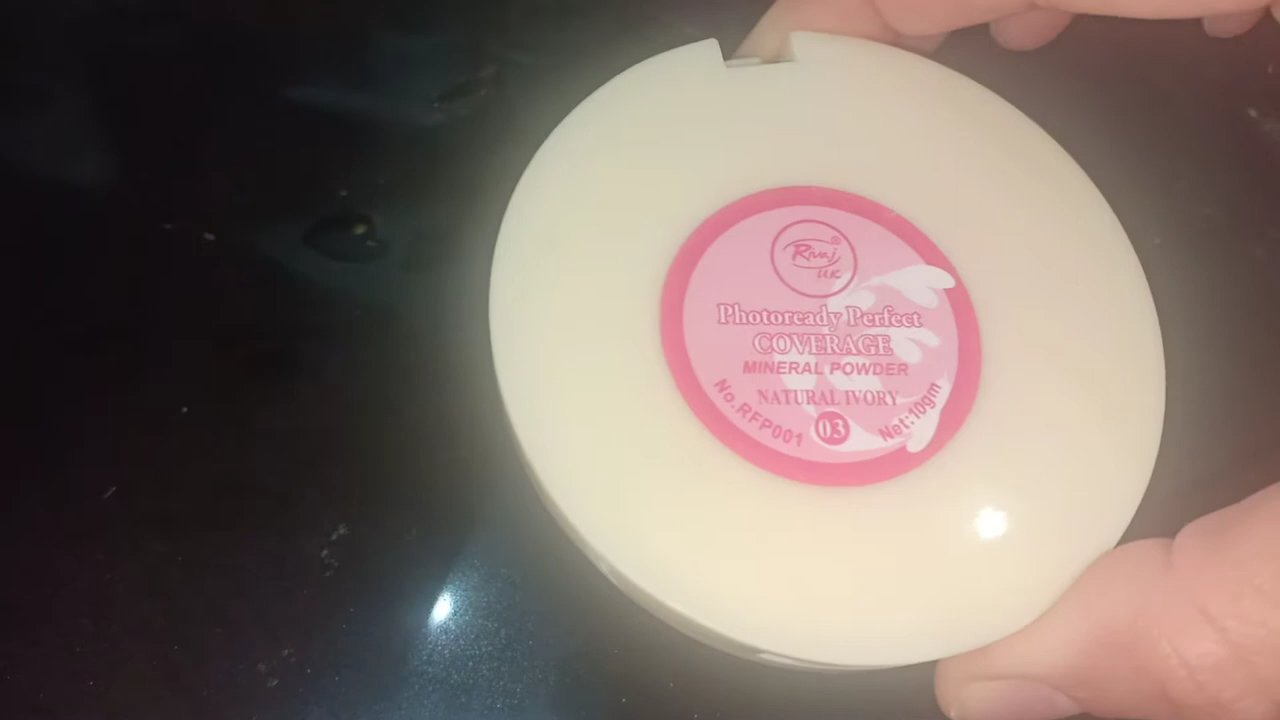 Rivaj®
UK
Photoready Perfect
COVERAGE
MINERAL POWDER
NATURAL IVORY
No.RFP001
03
Net:10gm